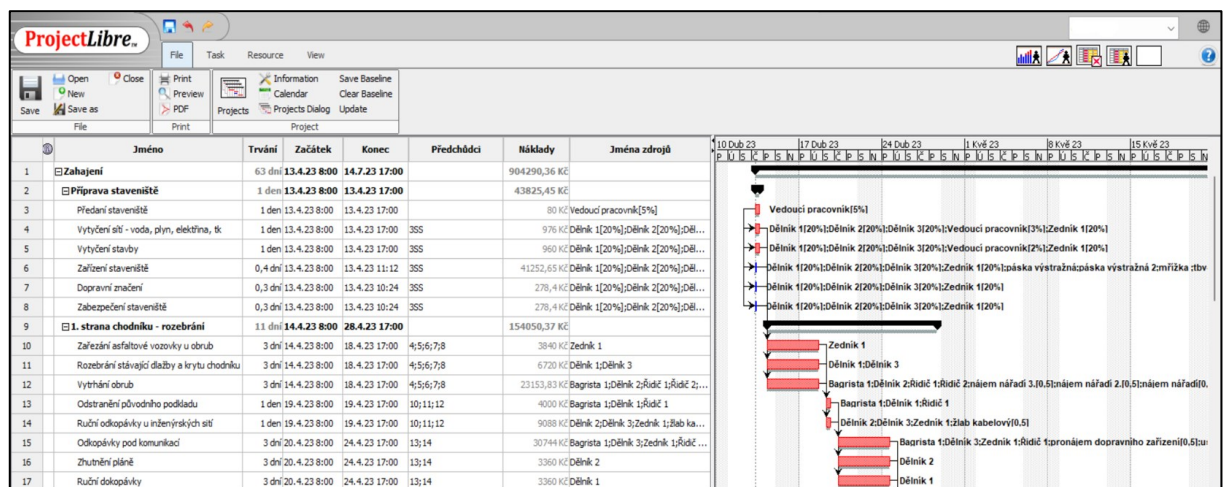 ProjectLibre™
File Task Resource View
Save Open New Save as Close
File
Print Preview PDF
Print
Projects Information Calendar Projects Dialog Save Baseline Clear Baseline Update
Project
Jméno Trvání Začátek Konec Předchůdci Náklady Jména zdrojů
10 Dub 23 17 Dub 23 24 Dub 23 1 Kvě 23 8 Kvě 23 15 Kvě 23
P Ú S Č P S N P Ú S Č P S N P Ú S Č P S N P Ú S Č P S N P Ú S Č P S N P Ú S Č P S N
1 Zahajení 63 dní 13.4.23 8:00 14.7.23 17:00 904290,36 Kč
2 Příprava staveniště 1 den 13.4.23 8:00 13.4.23 17:00 43825,45 Kč
3 Předaní staveniště 1 den 13.4.23 8:00 13.4.23 17:00 80 Kč Vedoucí pracovník[5%] Vedoucí pracovník[5%]
4 Vytyčení sítí - voda, plyn, elektřina, tk 1 den 13.4.23 8:00 13.4.23 17:00 3SS 976 Kč Dělník 1[20%];Dělník 2[20%];Děl... Dělník 1[20%];Dělník 2[20%];Dělník 3[20%];Vedoucí pracovník[3%];Zedník 1[20%]
5 Vytyčení stavby 1 den 13.4.23 8:00 13.4.23 17:00 3SS 960 Kč Dělník 1[20%];Dělník 2[20%];Děl... Dělník 1[20%];Dělník 2[20%];Dělník 3[20%];Vedoucí pracovník[2%];Zedník 1[20%]
6 Zařízení staveniště 0,4 dní 13.4.23 8:00 13.4.23 11:12 3SS 41252,65 Kč Dělník 1[20%];Dělník 2[20%];Děl... Dělník 1[20%];Dělník 2[20%];Dělník 3[20%];Zedník 1[20%];páska výstražná;páska výstražná 2;mřížka ;tbv
7 Dopravní značení 0,3 dní 13.4.23 8:00 13.4.23 10:24 3SS 278,4 Kč Dělník 1[20%];Dělník 2[20%];Děl... Dělník 1[20%];Dělník 2[20%];Dělník 3[20%];Zedník 1[20%]
8 Zabezpečení staveniště 0,3 dní 13.4.23 8:00 13.4.23 10:24 3SS 278,4 Kč Dělník 1[20%];Dělník 2[20%];Děl... Dělník 1[20%];Dělník 2[20%];Dělník 3[20%];Zedník 1[20%]
9 1. strana chodníku - rozebrání 11 dní 14.4.23 8:00 28.4.23 17:00 154050,37 Kč
10 Zařezání asfaltové vozovky u obrub 3 dní 14.4.23 8:00 18.4.23 17:00 4;5;6;7;8 3840 Kč Zedník 1 Zedník 1
11 Rozebrání stávající dlažby a krytu chodníku 3 dní 14.4.23 8:00 18.4.23 17:00 4;5;6;7;8 6720 Kč Dělník 1;Dělník 3 Dělník 1;Dělník 3
12 Vytrhání obrub 3 dní 14.4.23 8:00 18.4.23 17:00 4;5;6;7;8 23153,83 Kč Bagrista 1;Dělník 2;Řidič 1;Řidič 2;... Bagrista 1;Dělník 2;Řidič 1;Řidič 2;nájem nářadí 3.[0,5];nájem nářadí 2.[0,5];nájem nářadí[0,
13 Odstranění původního podkladu 1 den 19.4.23 8:00 19.4.23 17:00 10;11;12 4000 Kč Bagrista 1;Dělník 1;Řidič 1 Bagrista 1;Dělník 1;Řidič 1
14 Ruční odkopávky u inženýrských sití 1 den 19.4.23 8:00 19.4.23 17:00 10;11;12 9088 Kč Dělník 2;Dělník 3;Zedník 1;žlab ka... Dělník 2;Dělník 3;Zedník 1;žlab kabelový[0,5]
15 Odkopávky pod komunikací 3 dní 20.4.23 8:00 24.4.23 17:00 13;14 30744 Kč Bagrista 1;Dělník 3;Zedník 1;Řidič ... Bagrista 1;Dělník 3;Zedník 1;Řidič 1;pronájem dopravního zařízení[0,5];u
16 Zhutnění pláně 3 dní 20.4.23 8:00 24.4.23 17:00 13;14 3360 Kč Dělník 2 Dělník 2
17 Ruční dokopávky 3 dní 20.4.23 8:00 24.4.23 17:00 13;14 3360 Kč Dělník 1 Dělník 1